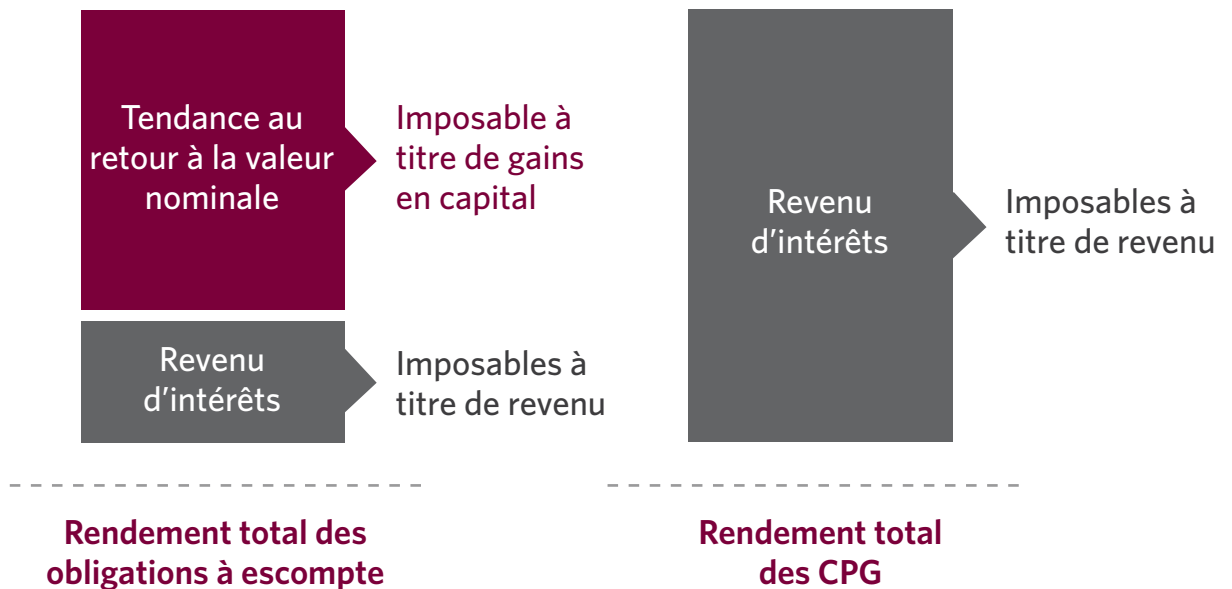 Tendance au
retour à la valeur
nominale
Imposable à
titre de gains
en capital
Revenu
d'intérêts
Imposables à
titre de revenu
Rendement total des
obligations à escompte
Revenu
d'intérêts
Imposables à
titre de revenu
Rendement total
des CPG